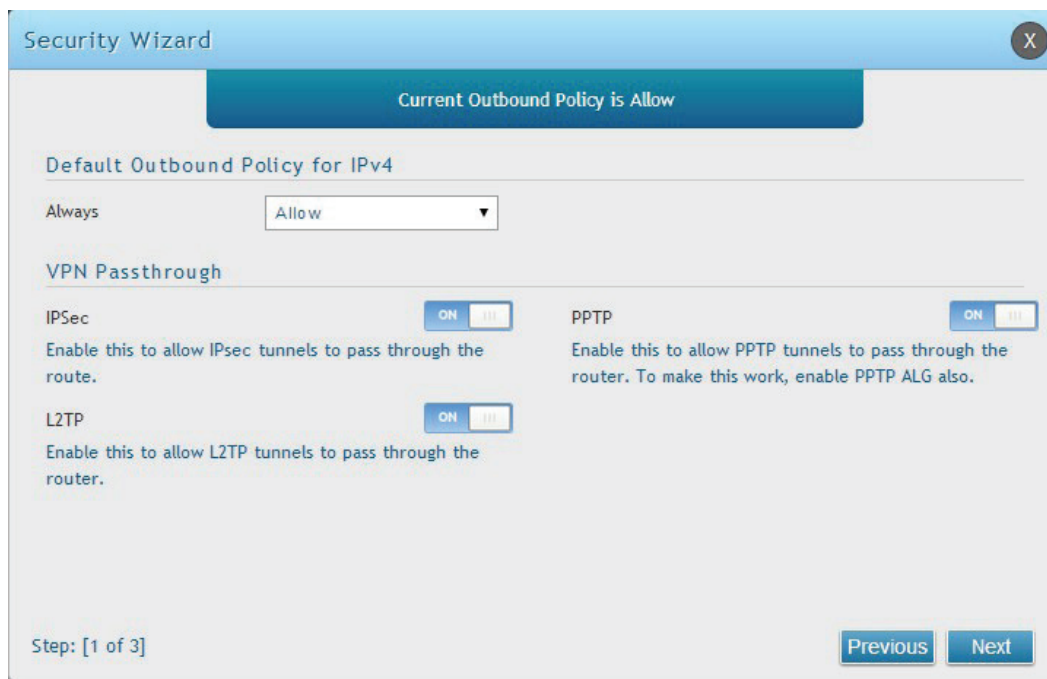 Security Wizard
X
Current Outbound Policy is Allow
Default Outbound Policy for IPv4
Always
Allow
VPN Passthrough
IPSec
ON
Enable this to allow IPsec tunnels to pass through the
route.
PPTP
ON
Enable this to allow PPTP tunnels to pass through the
router. To make this work, enable PPTP ALG also.
L2TP
ON
Enable this to allow L2TP tunnels to pass through the
router.
Step: [1 of 3]
Previous
Next